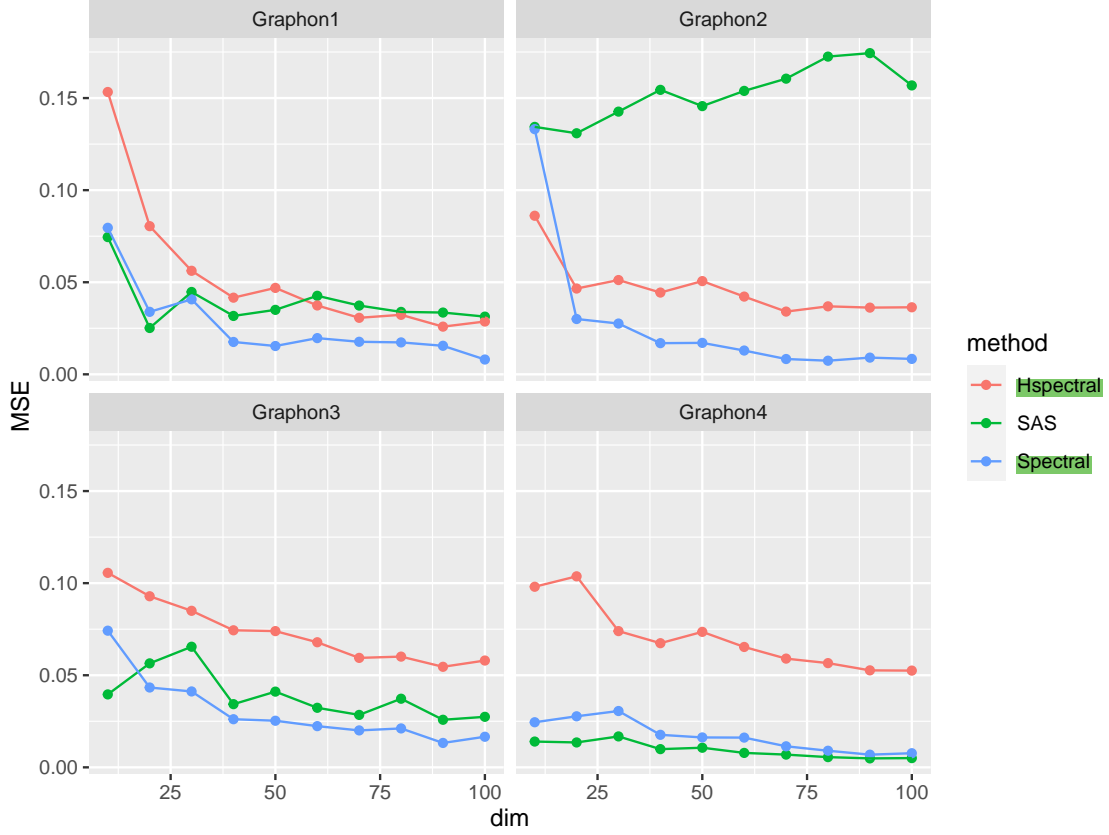 Graphon1 Graphon2
0.15
0.10
0.05
0.00
Graphon3 Graphon4
0.15
0.10
0.05
0.00
25 50 75 100 25 50 75 100
dim
MSE
method
Hspectral
SAS
Spectral